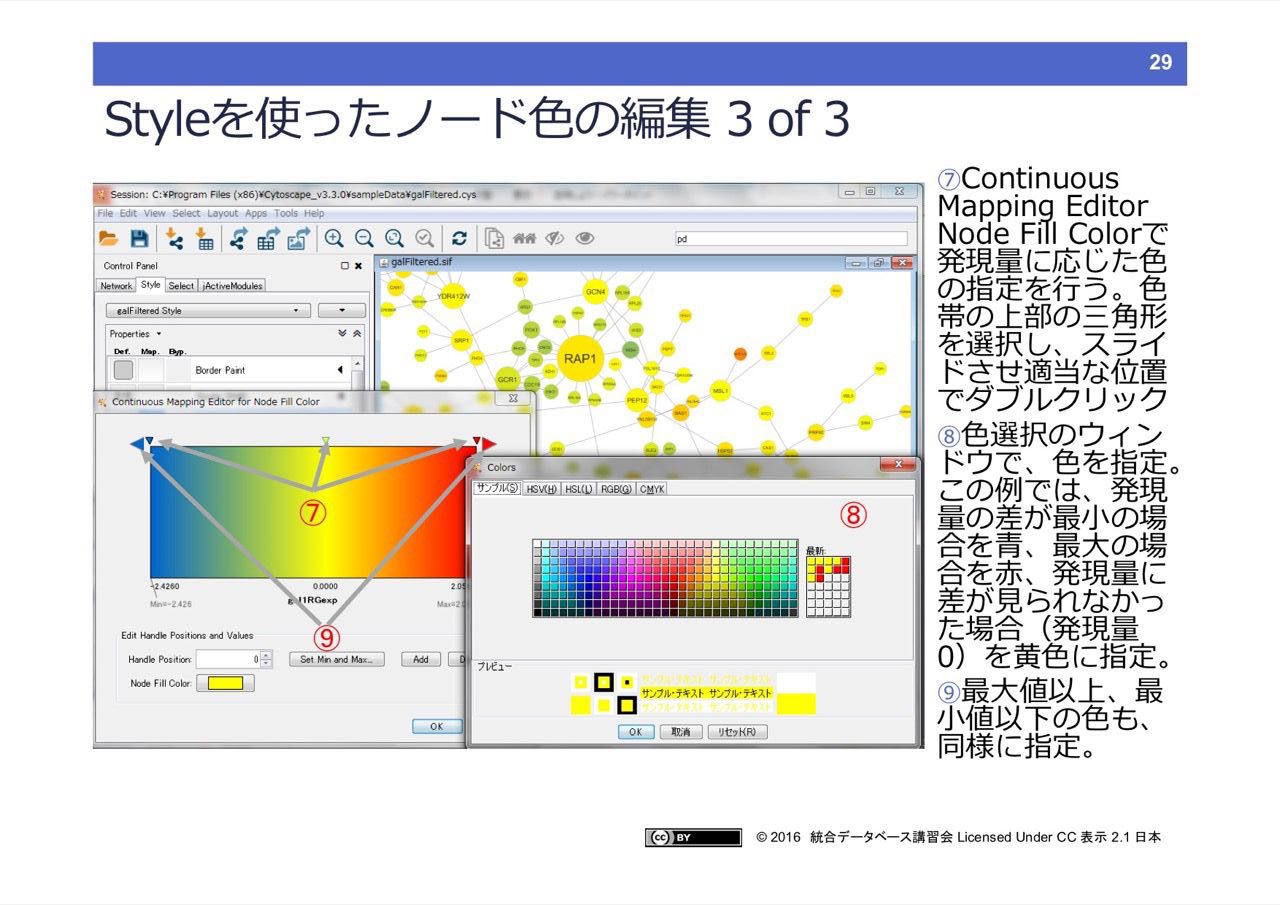 29
Styleを使ったノード色の編集 3 of 3
Session: C:¥Program Files (x86)¥Cytoscape_v3.3.0¥sampleData¥galFiltered.cys
File Edit View Select Layout Apps Tools Help
pd
Control Panel
galFiltered.sif
Network Style Select jActiveModules
galFiltered Style
Properties
Def. Map. Byp.
Border Paint
YDR412W
GCN4
SRP1
RAP1
GCR1
PEP12
MSL1
Continuous Mapping Editor for Node Fill Color
⑦
-2.4260
0.0000
2.05
Min=-2.426
gal1RGexp
Max=2.0
⑨
Edit Handle Positions and Values
Handle Position: 0 Set Min and Max... Add D
Node Fill Color:
OK
Colors
サンプル(S) HSV(H) HSL(L) RGB(G) CMYK
⑧
最新:
プレビュー
サンプル・テキスト サンプル・テキスト
サンプル・テキスト サンプル・テキスト
サンプル・テキスト サンプル・テキスト
OK 取消 リセット(R)
⑦Continuous
Mapping Editor
Node Fill Colorで
発現量に応じた色
の指定を行う。色
帯の上部の三角形
を選択し、スライ
ドさせ適当な位置
でダブルクリック
⑧色選択のウィン
ドウで、色を指定。
この例では、発現
量の差が最小の場
合を青、最大の場
合を赤、発現量に
差が見られなかっ
た場合（発現量
0）を黄色に指定。
⑨最大値以上、最
小値以下の色も、
同様に指定。
cc BY
© 2016 統合データベース講習会 Licensed Under CC 表示 2.1 日本